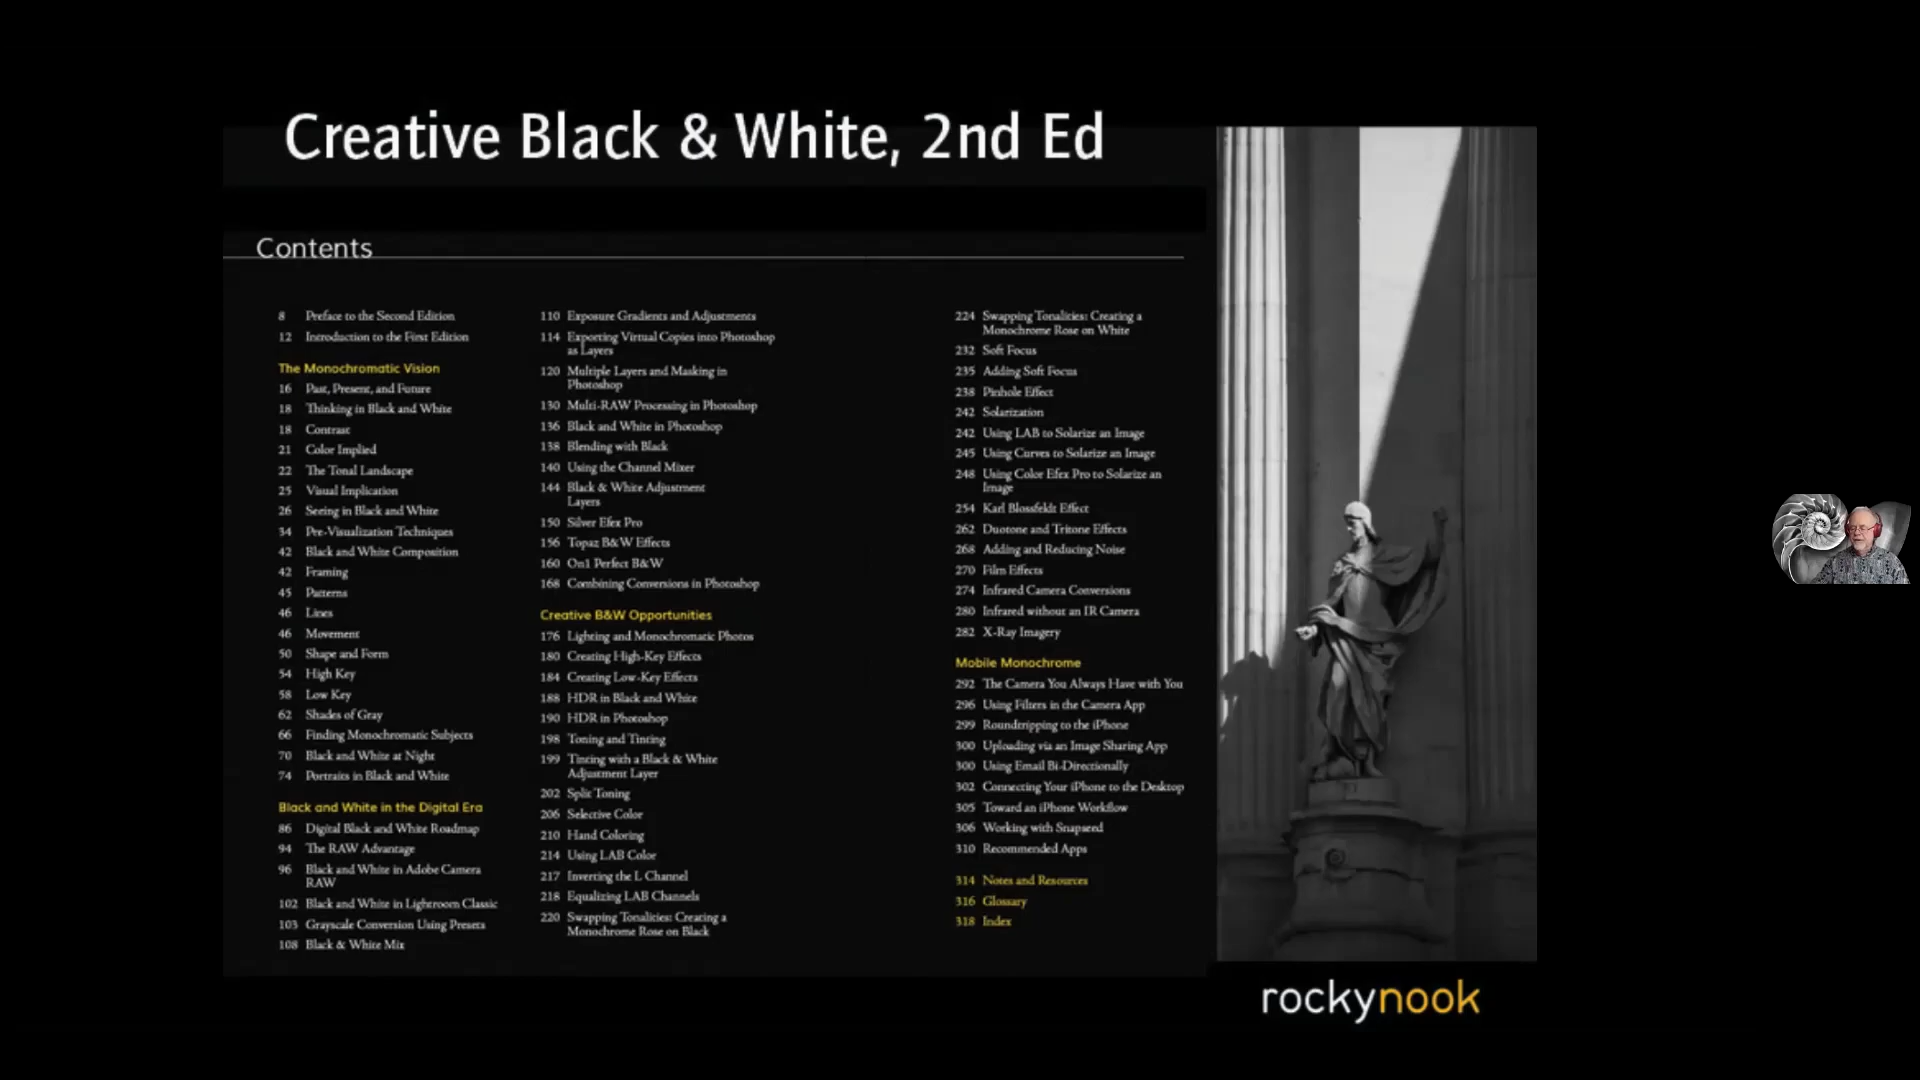 Creative Black & White, 2nd Ed
Contents
8 Preface to the Second Edition
12 Introduction to the First Edition
The Monochromatic Vision
16 Past, Present, and Future
18 Thinking in Black and White
18 Contrast
21 Color Implied
22 The Tonal Landscape
25 Visual Implication
26 Seeing in Black and White
34 Pre-Visualization Techniques
42 Black and White Composition
42 Framing
45 Patterns
46 Lines
46 Movement
50 Shape and Form
54 High Key
58 Low Key
62 Shades of Gray
66 Finding Monochromatic Subjects
70 Black and White at Night
74 Portraits in Black and White
Black and White in the Digital Era
86 Digital Black and White Roadmap
94 The RAW Advantage
96 Black and White in Adobe Camera
RAW
102 Black and White in Lightroom Classic
103 Grayscale Conversion Using Presets
108 Black & White Mix
110 Exposure Gradients and Adjustments
114 Exporting Virtual Copies into Photoshop
as Layers
120 Multiple Layers and Masking in
Photoshop
130 Multi-RAW Processing in Photoshop
136 Black and White in Photoshop
138 Blending with Black
140 Using the Channel Mixer
144 Black & White Adjustment
Layers
150 Silver Efex Pro
156 Topaz B&W Effects
160 On1 Perfect B&W
168 Combining Conversions in Photoshop
Creative B&W Opportunities
176 Lighting and Monochromatic Photos
180 Creating High-Key Effects
184 Creating Low-Key Effects
188 HDR in Black and White
190 HDR in Photoshop
198 Toning and Tinting
199 Tinting with a Black & White
Adjustment Layer
202 Split Toning
206 Selective Color
210 Hand Coloring
214 Using LAB Color
217 Inverting the L Channel
218 Equalizing LAB Channels
220 Swapping Tonalities: Creating a
Monochrome Rose on Black
224 Swapping Tonalities: Creating a
Monochrome Rose on White
232 Soft Focus
235 Adding Soft Focus
238 Pinhole Effect
242 Solarization
242 Using LAB to Solarize an Image
245 Using Curves to Solarize an Image
248 Using Color Efex Pro to Solarize an
Image
254 Karl Blossfeldt Effect
262 Duotone and Tritone Effects
268 Adding and Reducing Noise
270 Film Effects
274 Infrared Camera Conversions
280 Infrared without an IR Camera
282 X-Ray Imagery
Mobile Monochrome
292 The Camera You Always Have with You
296 Using Filters in the Camera App
299 Roundtripping to the iPhone
300 Uploading via an Image Sharing App
300 Using Email Bi-Directionally
302 Connecting Your iPhone to the Desktop
305 Toward an iPhone Workflow
306 Working with Snapseed
310 Recommended Apps
314 Notes and Resources
316 Glossary
318 Index
rockynook